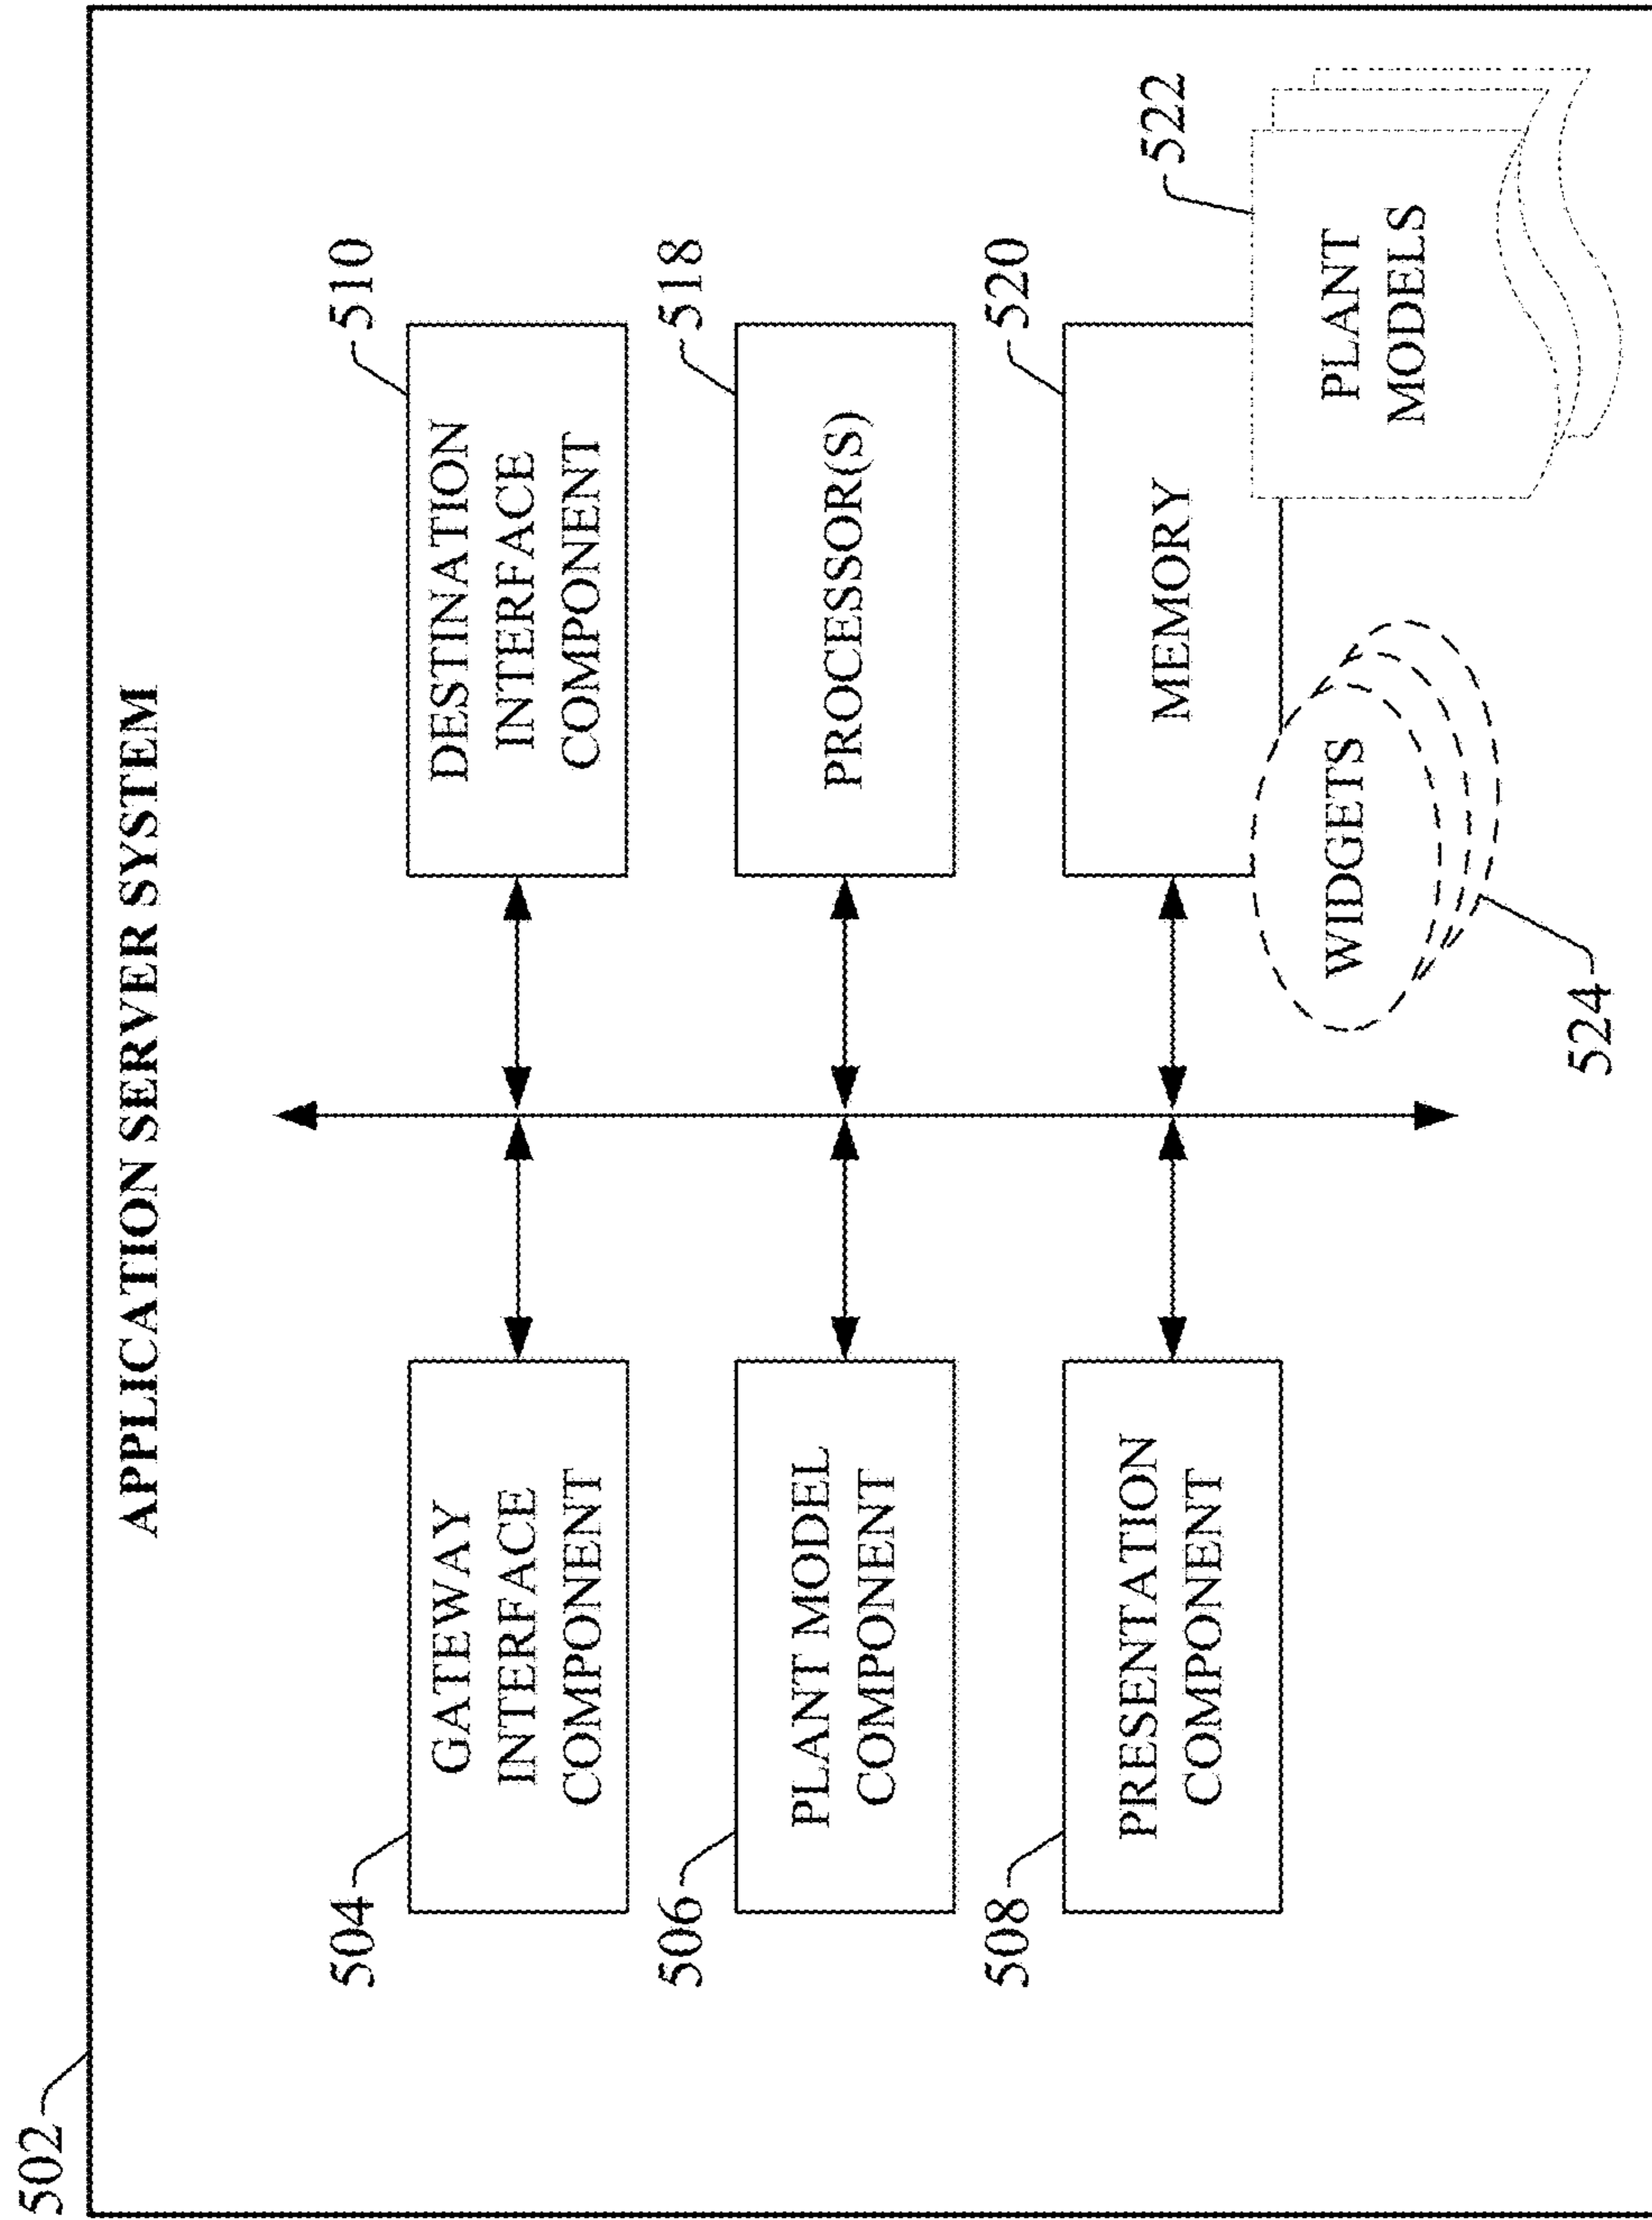 502
APPLICATION SERVER SYSTEM
504
GATEWAY
INTERFACE
COMPONENT
510
DESTINATION
INTERFACE
COMPONENT
506
PLANT MODEL
COMPONENT
518
PROCESSOR(S)
508
PRESENTATION
COMPONENT
520
MEMORY
522
PLANT
MODELS
WIDGETS
524